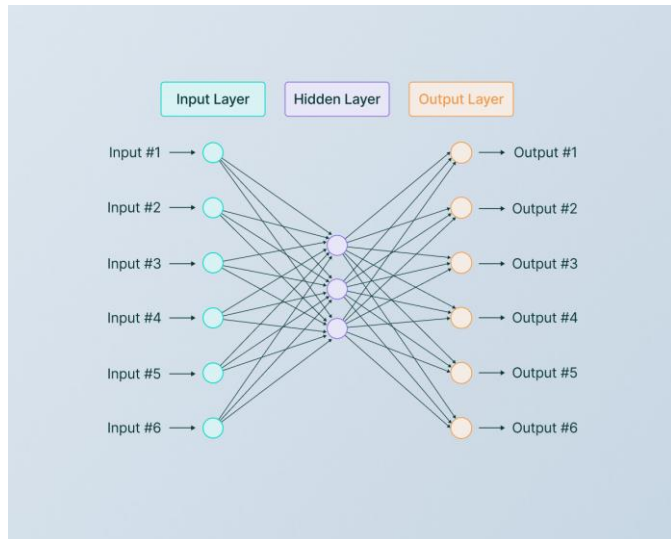 Input Layer
Hidden Layer
Output Layer
Input #1
Output #1
Input #2
Output #2
Input #3
Output #3
Input #4
Output #4
Input #5
Output #5
Input #6
Output #6